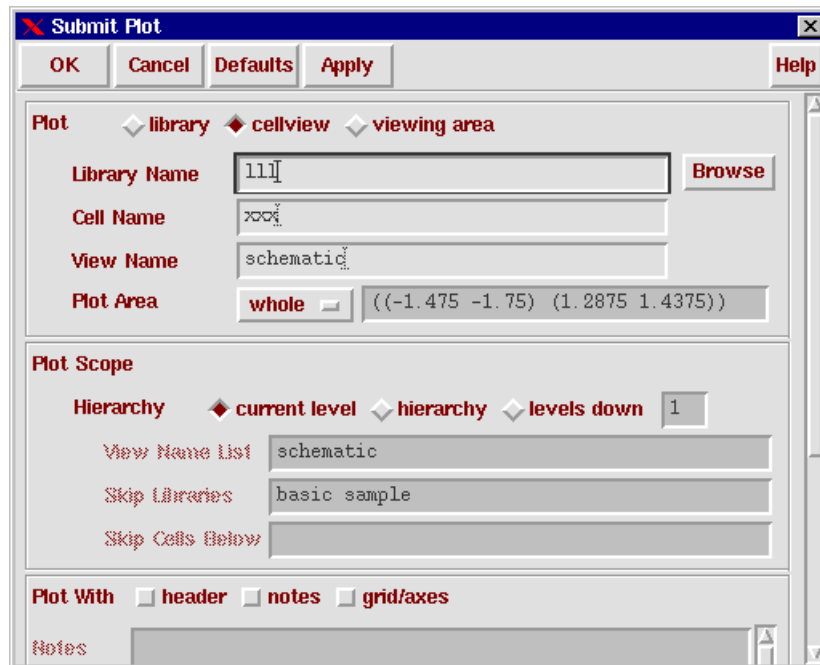 Submit Plot
OK Cancel Defaults Apply Help
Plot library cellview viewing area
Library Name lll Browse
Cell Name xxx
View Name schematic
Plot Area whole ((-1.475 -1.75) (1.2875 1.4375))
Plot Scope
Hierarchy current level hierarchy levels down 1
View Name List schematic
Skip Libraries basic sample
Skip Cells Below
Plot With header notes grid/axes
Notes